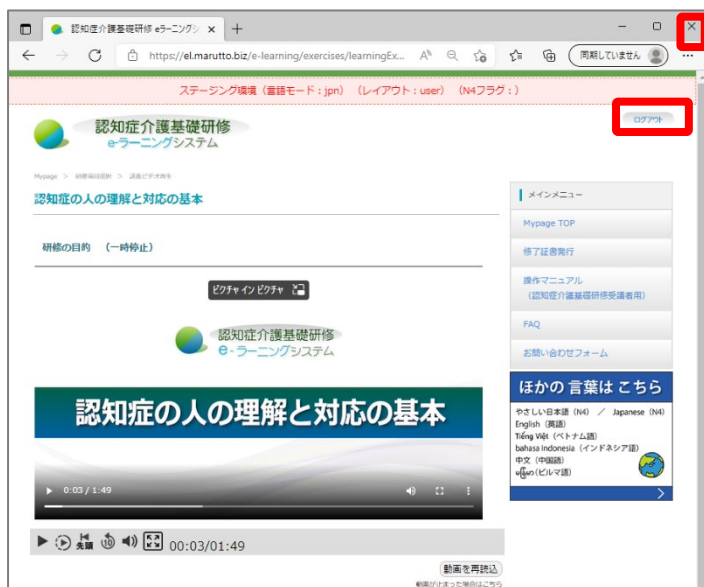 認知症介護基礎研修 eラーニングシ
https://el.marutto.biz/e-learning/exercises/learningEx...
同期していません
ステージング環境（言語モード：jpn）（レイアウト：user）（N4フラグ：）
認知症介護基礎研修
e-ラーニングシステム
ログアウト
Mypage > 研修項目選択 > 講義ビデオ再生
認知症の人の理解と対応の基本
研修の目的　（一時停止）
ピクチャ イン ピクチャ
認知症介護基礎研修
e-ラーニングシステム
認知症の人の理解と対応の基本
0:03 / 1:49
先頭 10 00:03/01:49
動画を再読込
動画が止まった場合はこちら
メインメニュー
Mypage TOP
修了証書発行
操作マニュアル
（認知症介護基礎研修受講者用）
FAQ
お問い合わせフォーム
ほかの 言葉は こちら
やさしい日本語（N4） ／ Japanese（N4）
English（英語）
Tiếng Việt（ベトナム語）
bahasa Indonesia（インドネシア語）
中文（中国語）
（ビルマ語）